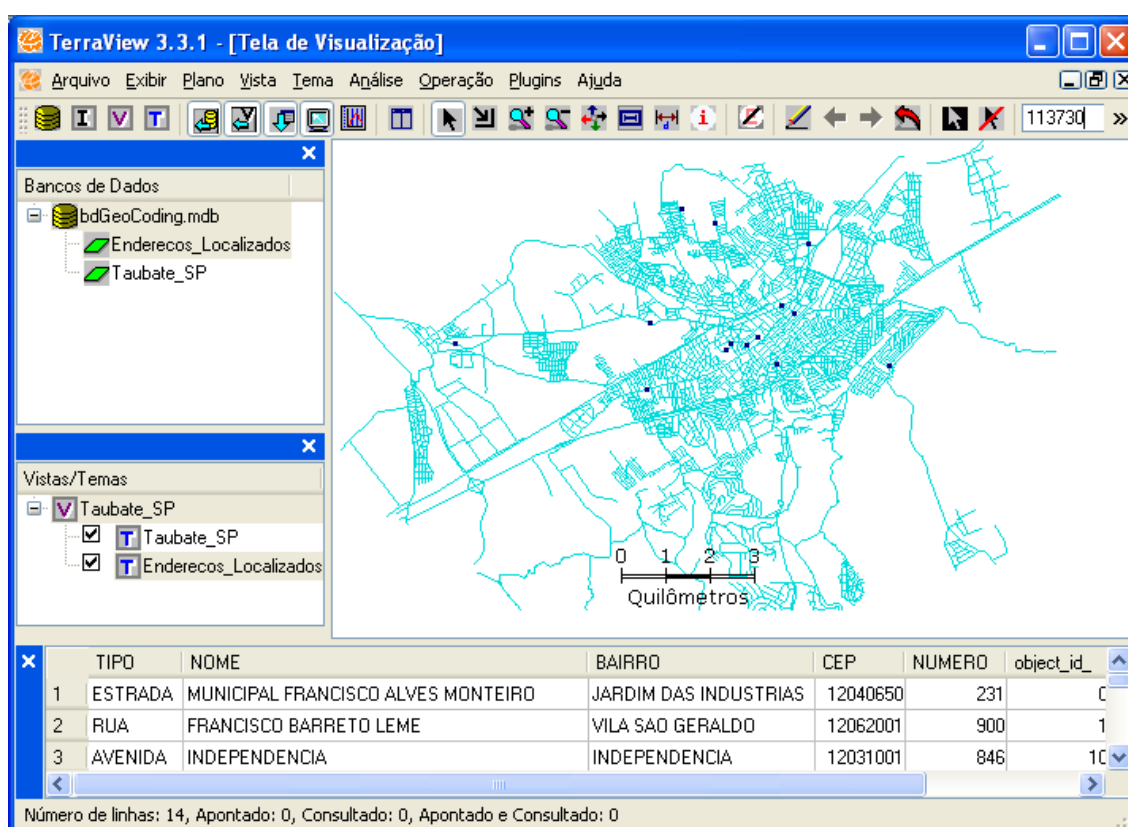 TerraView 3.3.1 - [Tela de Visualização]
Arquivo Exibir Plano Vista Tema Análise Operação Plugins Ajuda
I V T 113730 »
Bancos de Dados
bdGeoCoding.mdb
Enderecos_Localizados
Taubate_SP
Vistas/Temas
V Taubate_SP
T Taubate_SP
T Enderecos_Localizados
0 1 2 3
Quilômetros
TIPO NOME BAIRRO CEP NUMERO object_id_
1 ESTRADA MUNICIPAL FRANCISCO ALVES MONTEIRO JARDIM DAS INDUSTRIAS 12040650 231 0
2 RUA FRANCISCO BARRETO LEME VILA SAO GERALDO 12062001 900 1
3 AVENIDA INDEPENDENCIA INDEPENDENCIA 12031001 846 10
Número de linhas: 14, Apontado: 0, Consultado: 0, Apontado e Consultado: 0